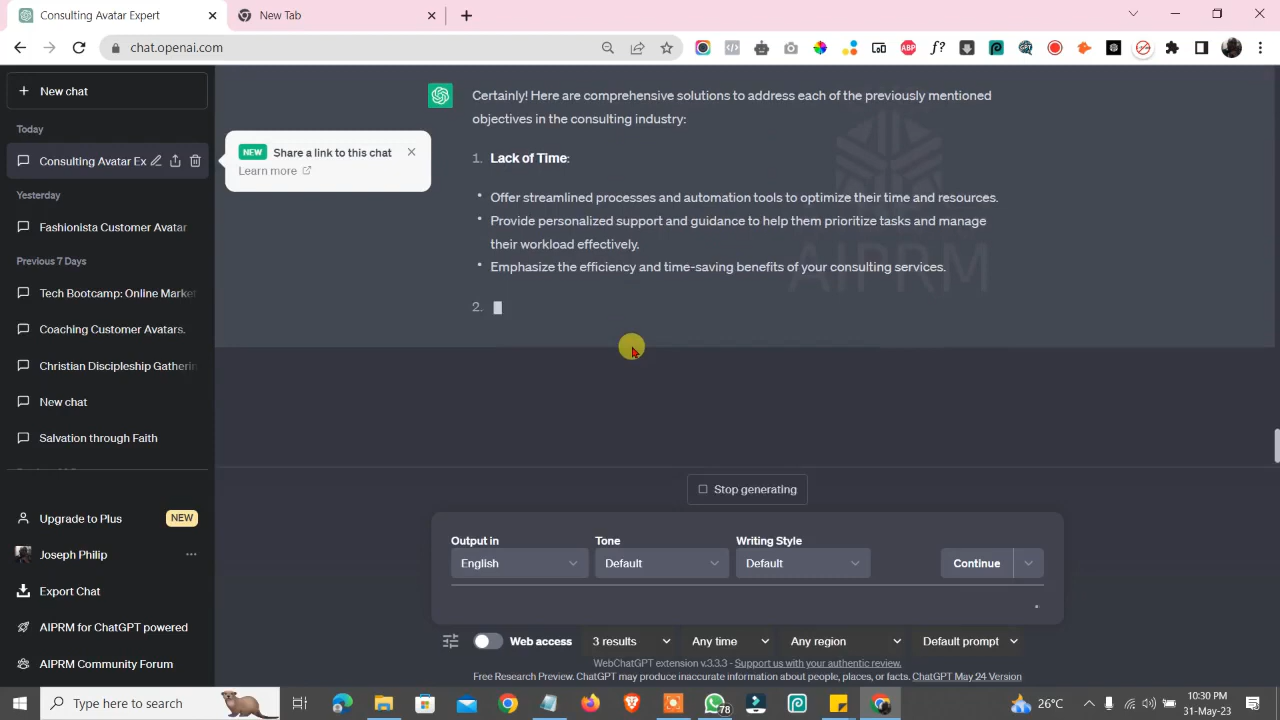 Consulting Avatar Expert
New Tab
chat.openai.com
ABP
f?
New chat
Today
Consulting Avatar Ex
NEW Share a link to this chat
Learn more
Yesterday
Fashionista Customer Avatar
Previous 7 Days
Tech Bootcamp: Online Market
Coaching Customer Avatars.
Christian Discipleship Gatherin
New chat
Salvation through Faith
Upgrade to Plus NEW
Joseph Philip
Export Chat
AIPRM for ChatGPT powered
AIPRM Community Forum
Certainly! Here are comprehensive solutions to address each of the previously mentioned
objectives in the consulting industry:
1. Lack of Time:
• Offer streamlined processes and automation tools to optimize their time and resources.
• Provide personalized support and guidance to help them prioritize tasks and manage
their workload effectively.
• Emphasize the efficiency and time-saving benefits of your consulting services.
AIPRM
2.
Stop generating
Output in Tone Writing Style
English Default Default Continue
Web access 3 results Any time Any region Default prompt
WebChatGPT extension v.3.3.3 - Support us with your authentic review.
Free Research Preview. ChatGPT may produce inaccurate information about people, places, or facts. ChatGPT May 24 Version
Type here to search
78
26°C
10:30 PM
31-May-23